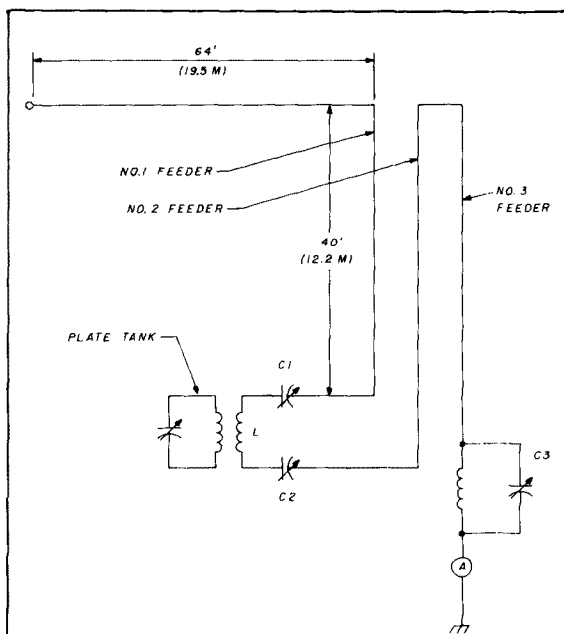 64'
(19.5 M)
NO.1 FEEDER
NO. 2 FEEDER
NO. 3
FEEDER
40'
(12.2 M)
PLATE TANK
C1
L
C2
C3
A